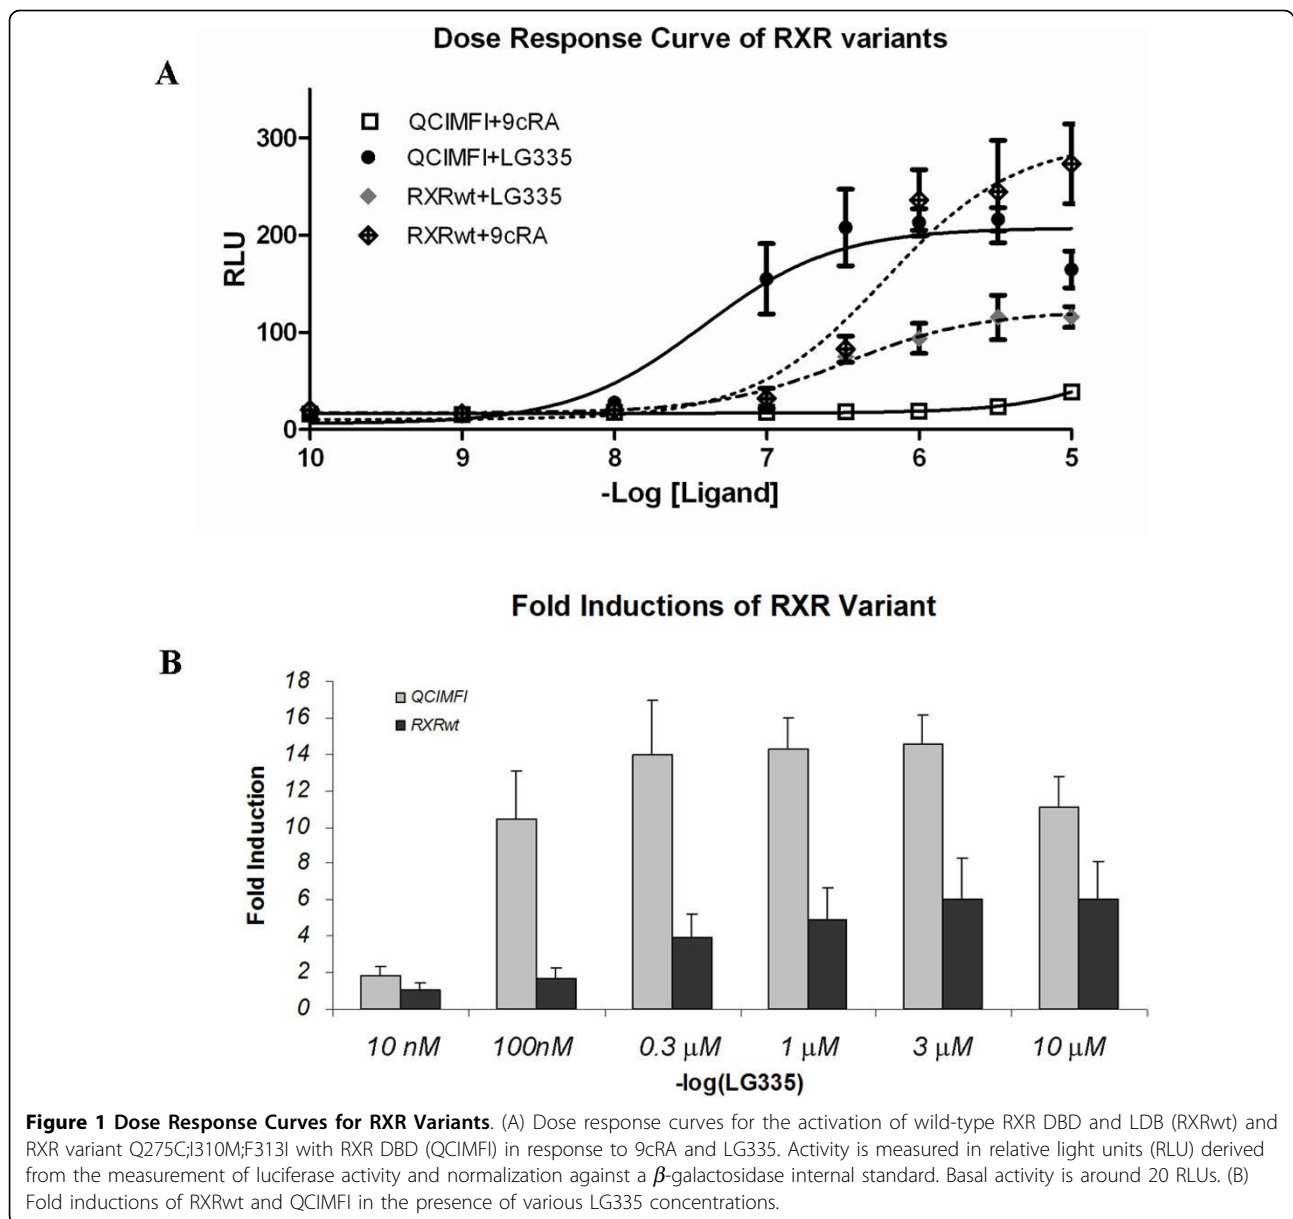 Dose Response Curve of RXR variants
A
QCIMFI+9cRA
QCIMFI+LG335
RXRwt+LG335
RXRwt+9cRA
RLU
300
200
100
0
10 9 8 7 6 5
-Log [Ligand]
Fold Inductions of RXR Variant
B
QCIMFI
RXRwt
Fold Induction
18
16
14
12
10
8
6
4
2
0
10 nM 100nM 0.3 μM 1 μM 3 μM 10 μM
-log(LG335)
Figure 1 Dose Response Curves for RXR Variants. (A) Dose response curves for the activation of wild-type RXR DBD and LDB (RXRwt) and
RXR variant Q275C;I310M;F313I with RXR DBD (QCIMFI) in response to 9cRA and LG335. Activity is measured in relative light units (RLU) derived
from the measurement of luciferase activity and normalization against a β-galactosidase internal standard. Basal activity is around 20 RLUs. (B)
Fold inductions of RXRwt and QCIMFI in the presence of various LG335 concentrations.